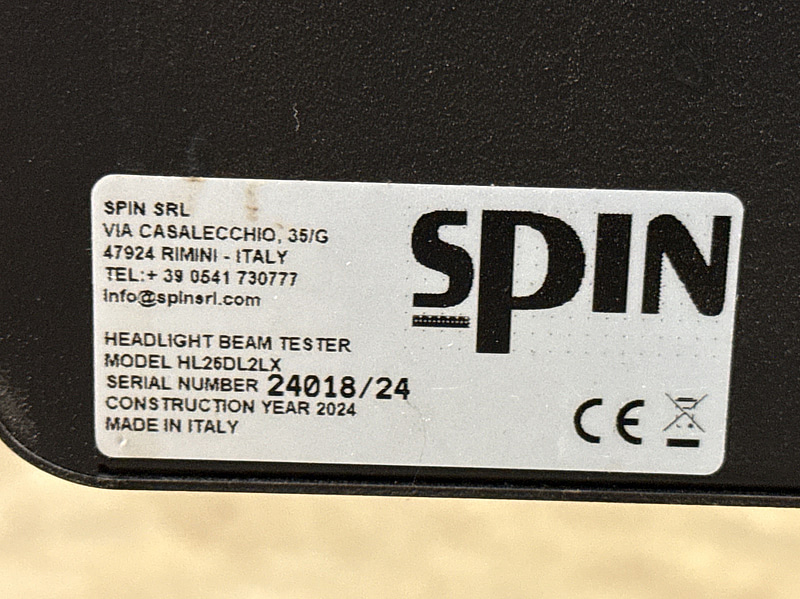 SPIN SRL
VIA CASALECCHIO, 35/G
47924 RIMINI - ITALY
TEL:+ 39 0541 730777
info@spinsrl.com
SPIN
HEADLIGHT BEAM TESTER
MODEL HL26DL2LX
SERIAL NUMBER 24018/24
CONSTRUCTION YEAR 2024
MADE IN ITALY
CE